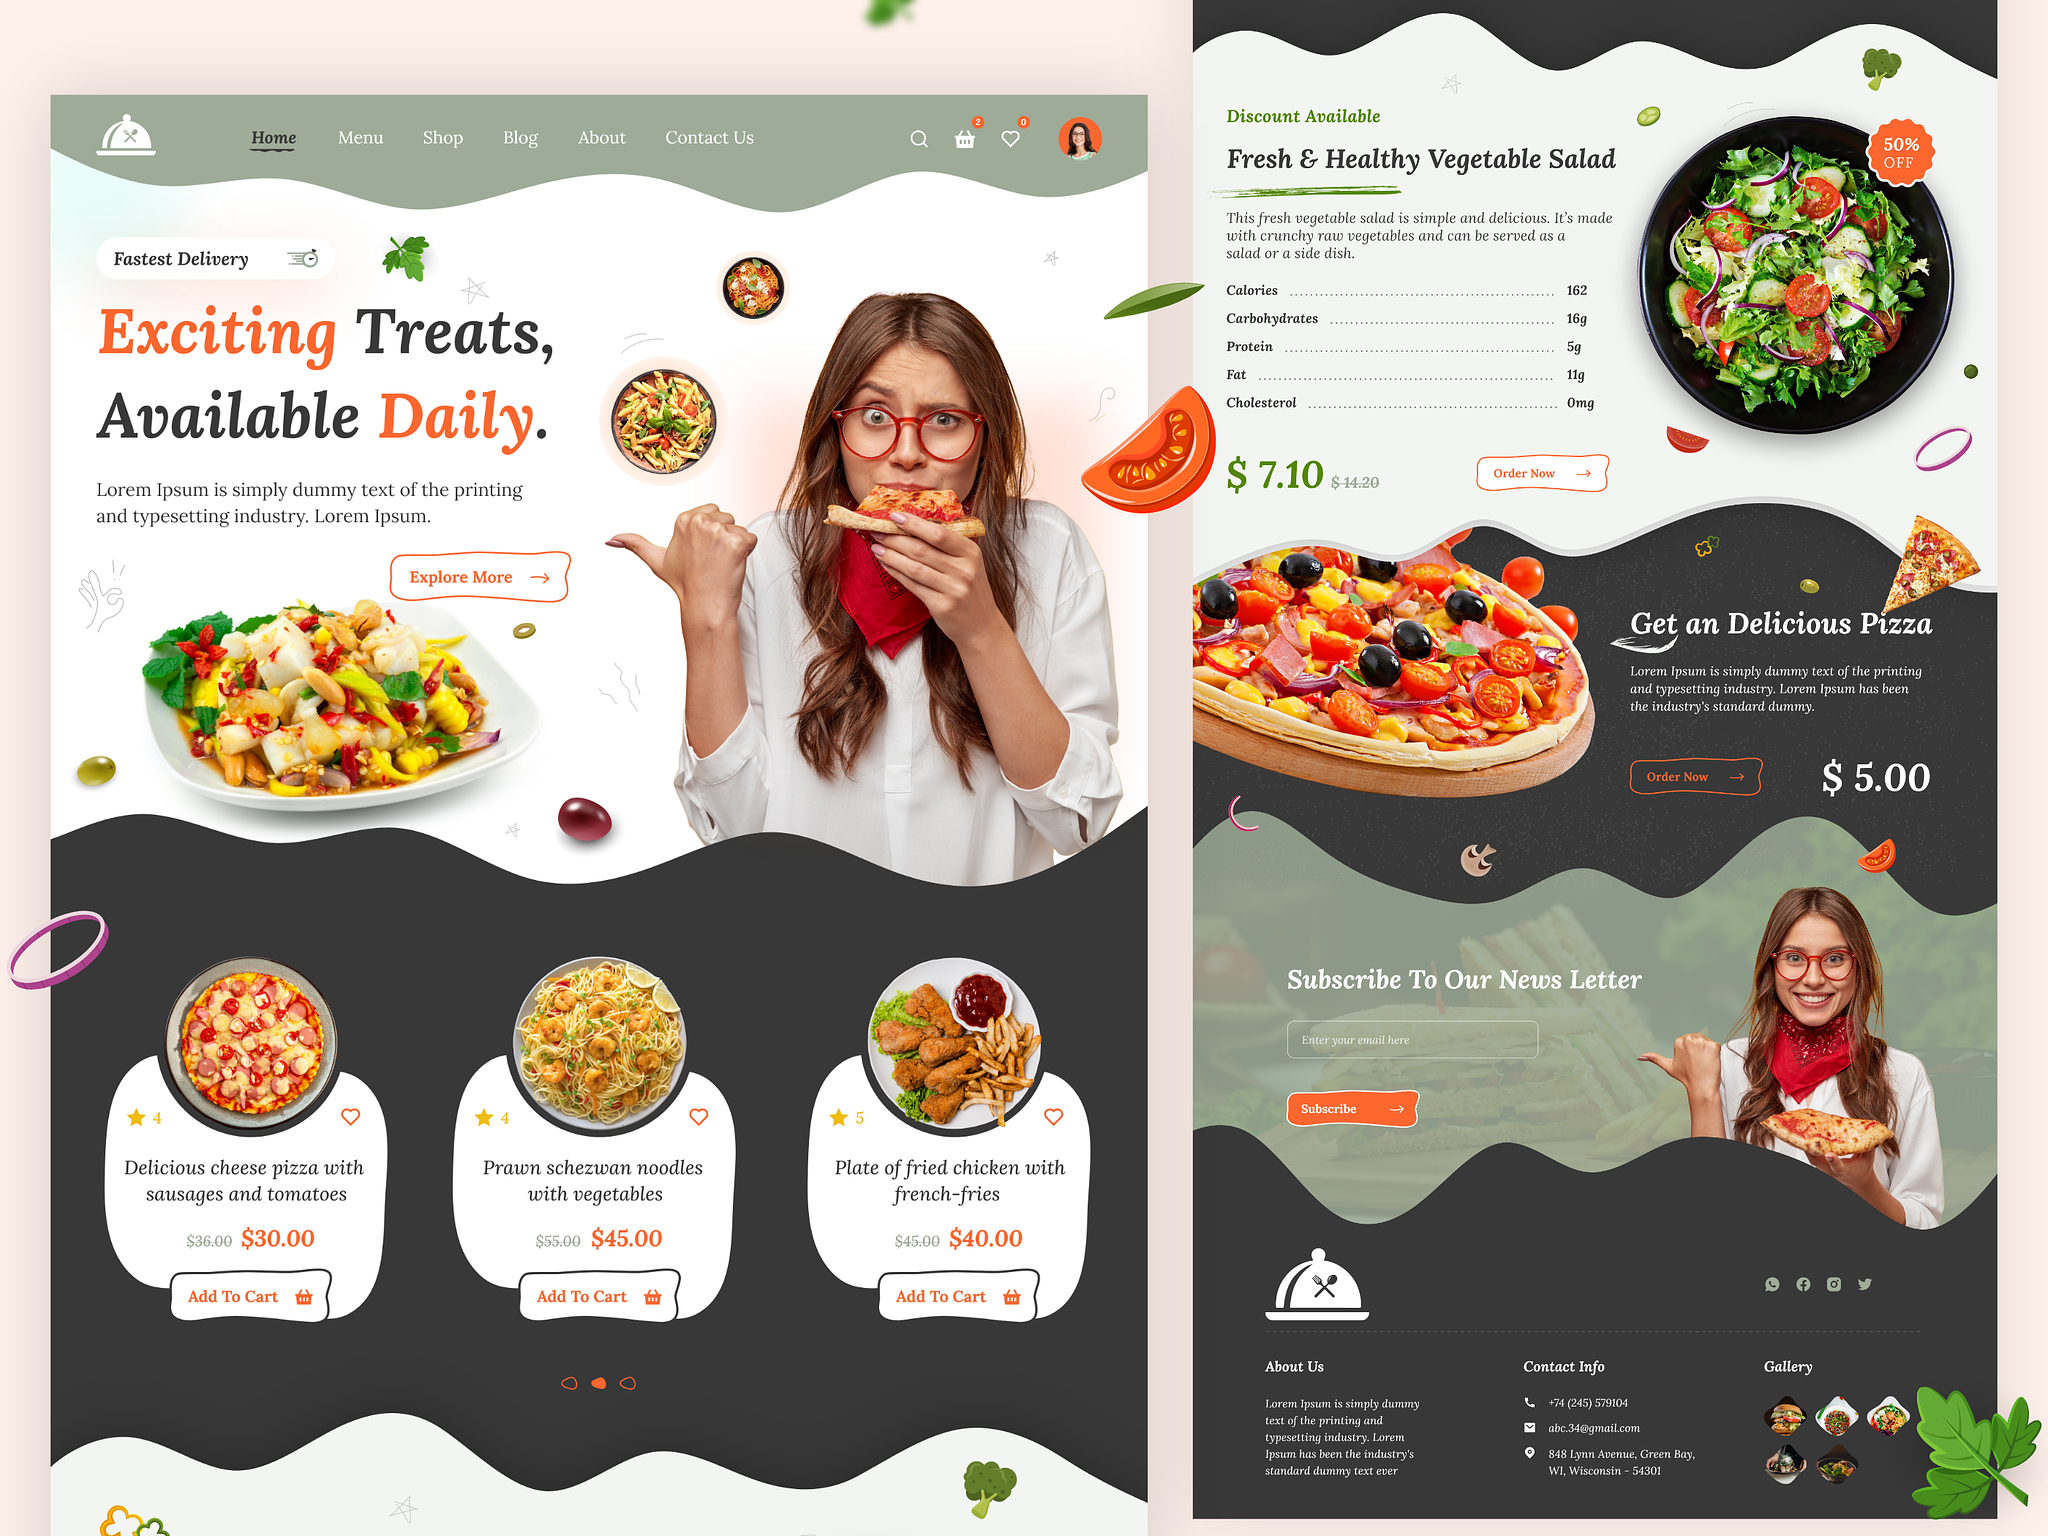 Home
Menu
Shop
Blog
About
Contact Us
2
0
Fastest Delivery
Exciting Treats,
Available Daily.
Lorem Ipsum is simply dummy text of the printing
and typesetting industry. Lorem Ipsum.
Explore More
4
Delicious cheese pizza with
sausages and tomatoes
$36.00 $30.00
Add To Cart
4
Prawn schezwan noodles
with vegetables
$55.00 $45.00
Add To Cart
5
Plate of fried chicken with
french-fries
$45.00 $40.00
Add To Cart
Discount Available
Fresh & Healthy Vegetable Salad
50%
OFF
This fresh vegetable salad is simple and delicious. It's made
with crunchy raw vegetables and can be served as a
salad or a side dish.
Calories 162
Carbohydrates 16g
Protein 5g
Fat 11g
Cholesterol 0mg
$ 7.10 $ 14.20
Order Now
Get an Delicious Pizza
Lorem Ipsum is simply dummy text of the printing
and typesetting industry. Lorem Ipsum has been
the industry's standard dummy.
Order Now
$ 5.00
Subscribe To Our News Letter
Enter your email here
Subscribe
About Us
Lorem Ipsum is simply dummy
text of the printing and
typesetting industry. Lorem
Ipsum has been the industry's
standard dummy text ever
Contact Info
+74 (245) 579104
abc.34@gmail.com
848 Lynn Avenue, Green Bay,
WI, Wisconsin - 54301
Gallery